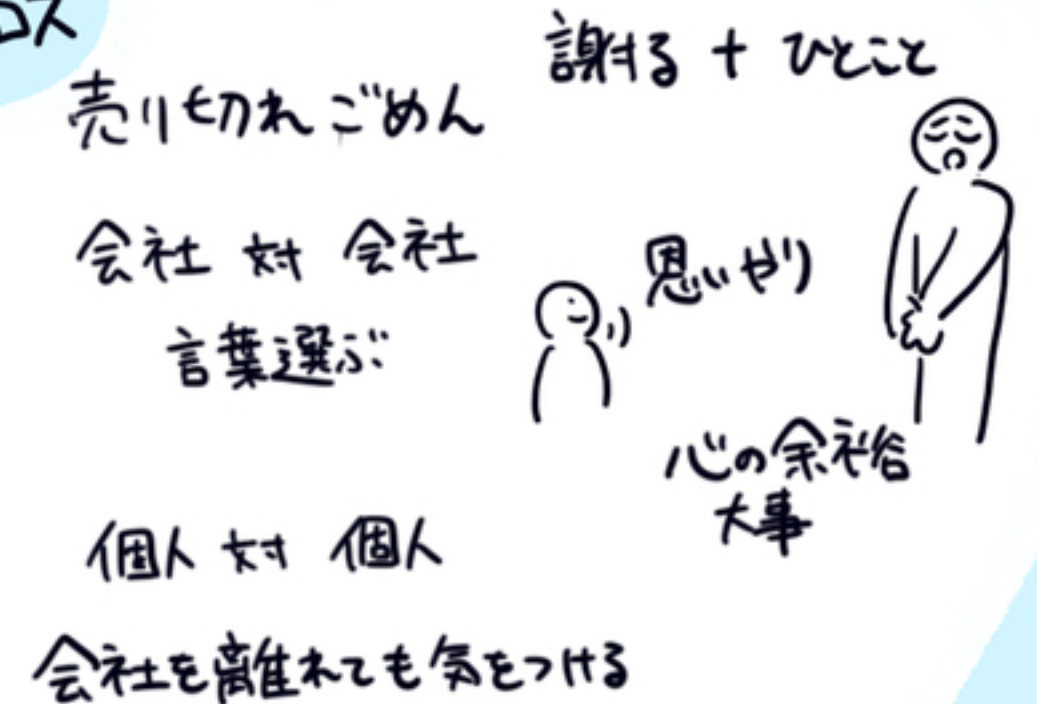 ロス
売り切れ ごめん
謝る + ひとこと
会社 対 会社
言葉選ぶ
思いやり
心の余裕
大事
個人 対 個人
会社を離れても気をつける